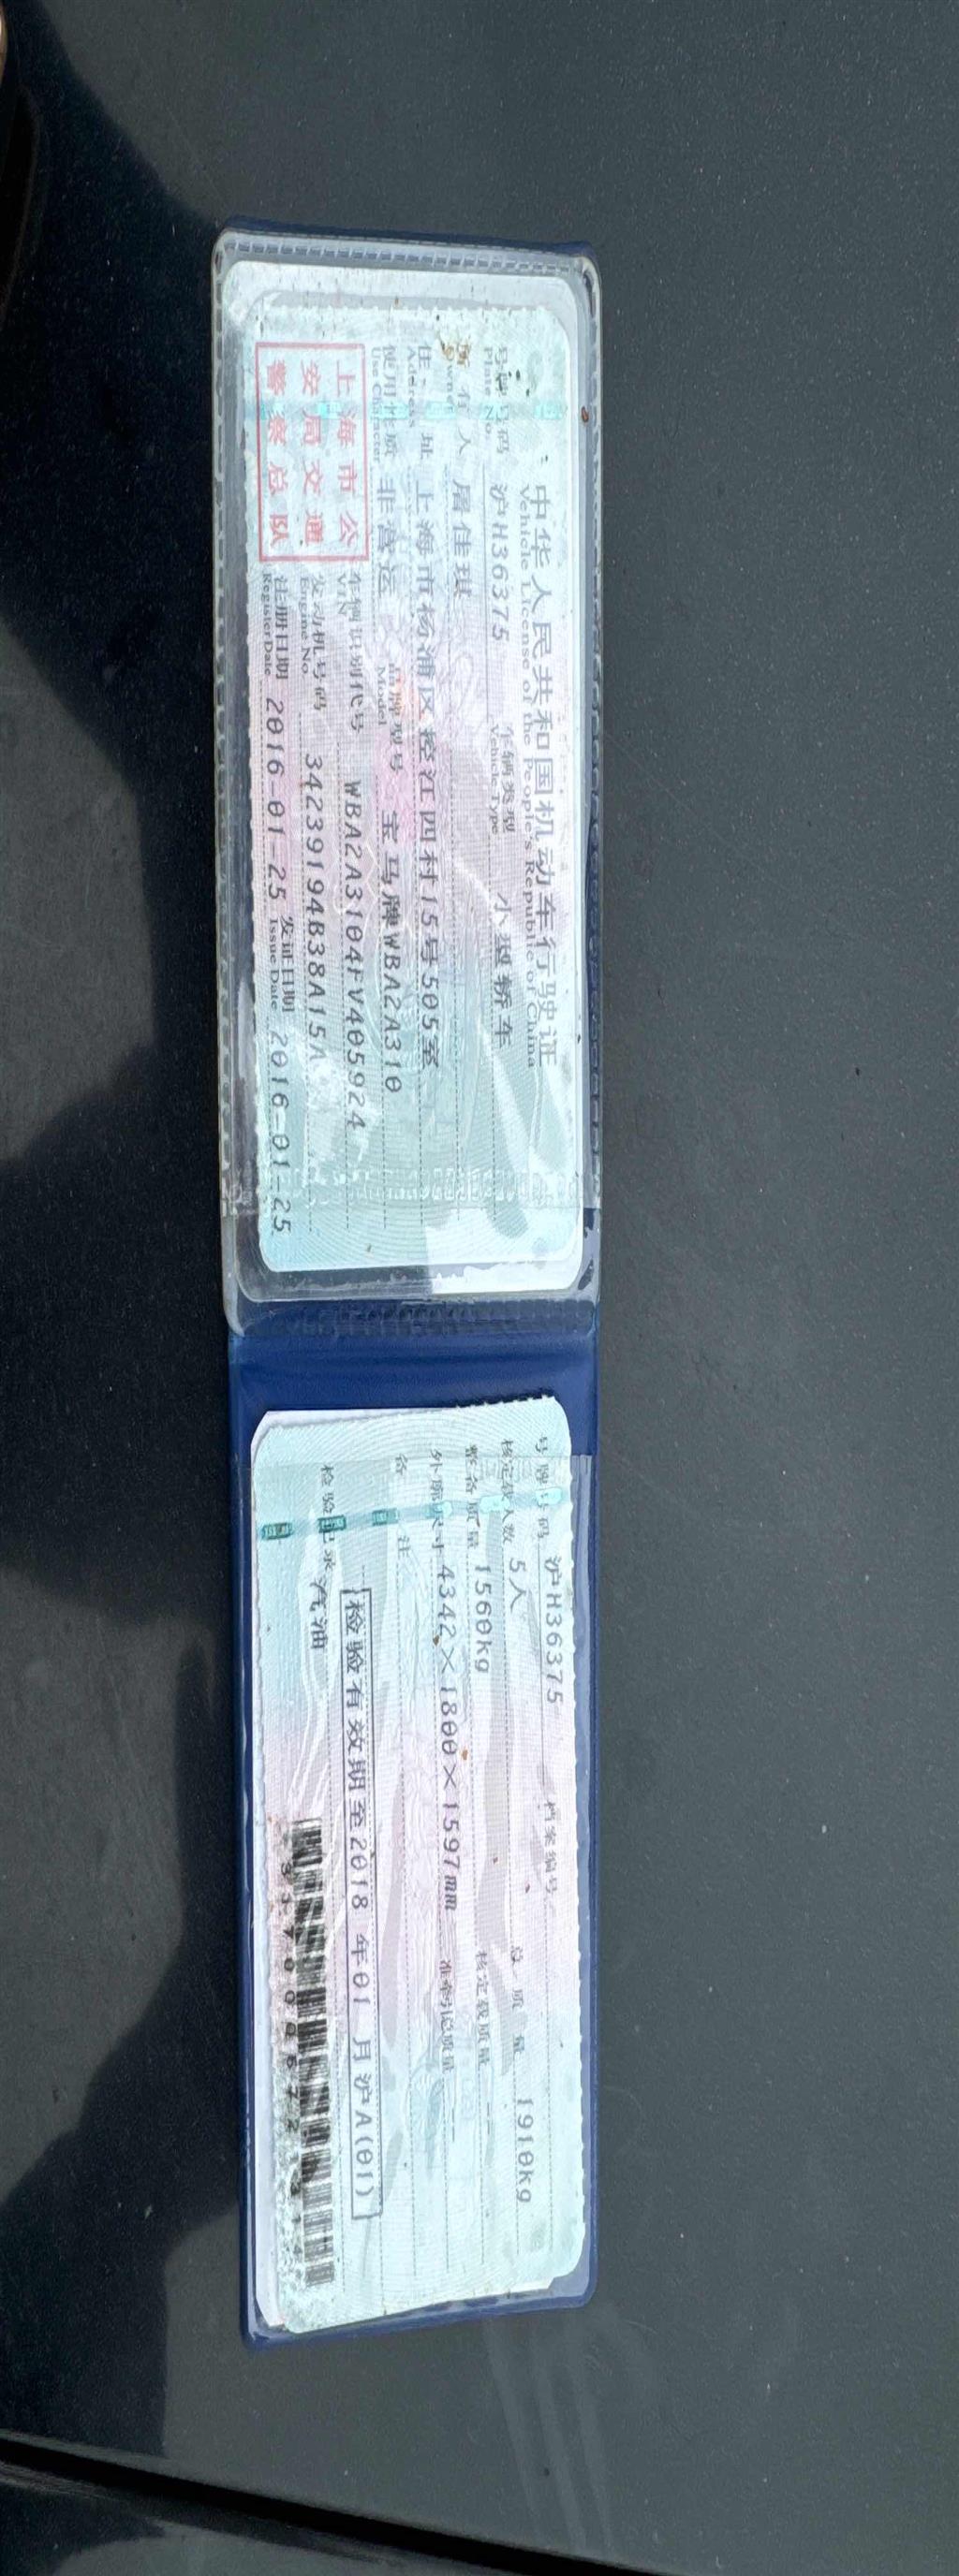 中华人民共和国机动车行驶证
Vehicle License of the People's Republic of China
号牌号码 沪H36375 车辆类型 小型轿车
Plate No. Vehicle Type
所有人 屠佳琪
Owner
住址 上海市杨浦区控江四村15号505室
Address
使用性质 非营运 品牌型号 宝马牌WBA2A310
Use Character Model
上海市公安局交通警察总队
车辆识别代号 WBA2A3104FV405924
VIN
发动机号码 34239194B38A15A
Engine No.
注册日期 2016-01-25 发证日期 2016-01-25
Register Date Issue Date
号牌号码 沪H36375 档案编号
核定载人数 5人 总质量 1910kg
整备质量 1560kg 核定载质量 --
外廓尺寸 4342×1800×1597mm 准牵引总质量 --
备注
检验有效期至2018 年01 月沪A(01)
检验记录 汽油